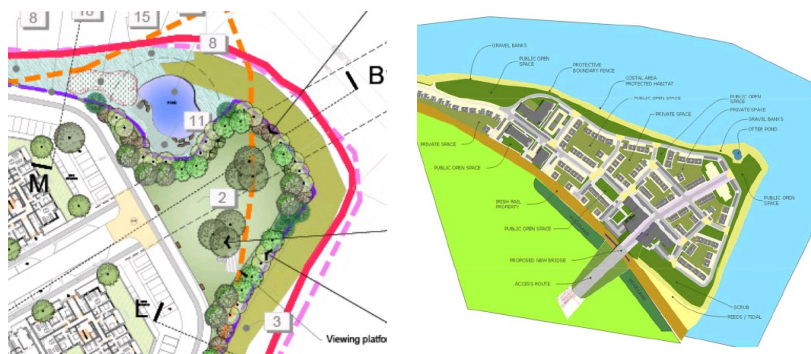 8
15
8
B
POND
11
M
2
E
3
Viewing platfo
GRAVEL BANKS
PUBLIC OPEN
SPACE
PROTECTIVE
BOUNDARY FENCE
COSTAL AREA
PROTECTED HABITAT
PUBLIC OPEN SPACE
PUBLIC OPEN
SPACE
PRIVATE SPACE
PRIVATE SPACE
GRAVEL BANKS
OTTER POND
PRIVATE SPACE
PUBLIC OPEN SPACE
PUBLIC OPEN
SPACE
IRISH RAIL
PROPERTY
PUBLIC OPEN SPACE
PROPOSED NEW BRIDGE
ACCESS ROUTE
SCRUB
REEDS / TIDAL